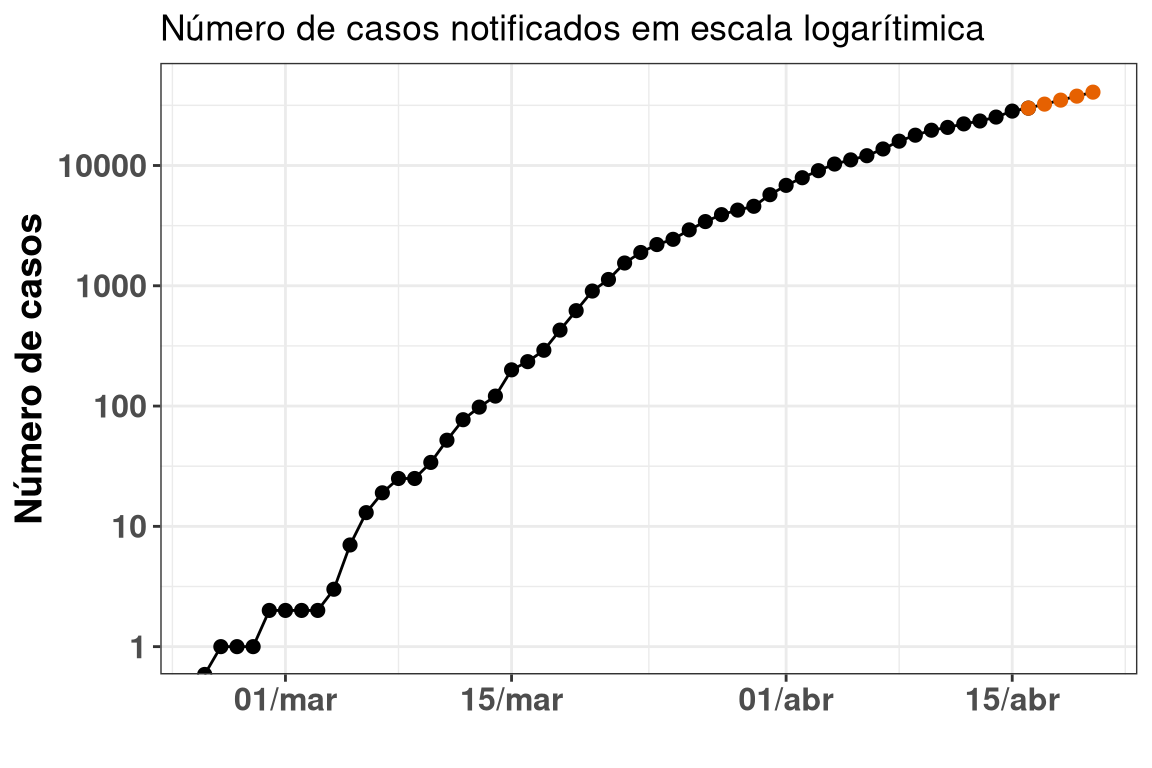 Número de casos notificados em escala logarítimica
Número de casos
10000
1000
100
10
1
01/mar
15/mar
01/abr
15/abr